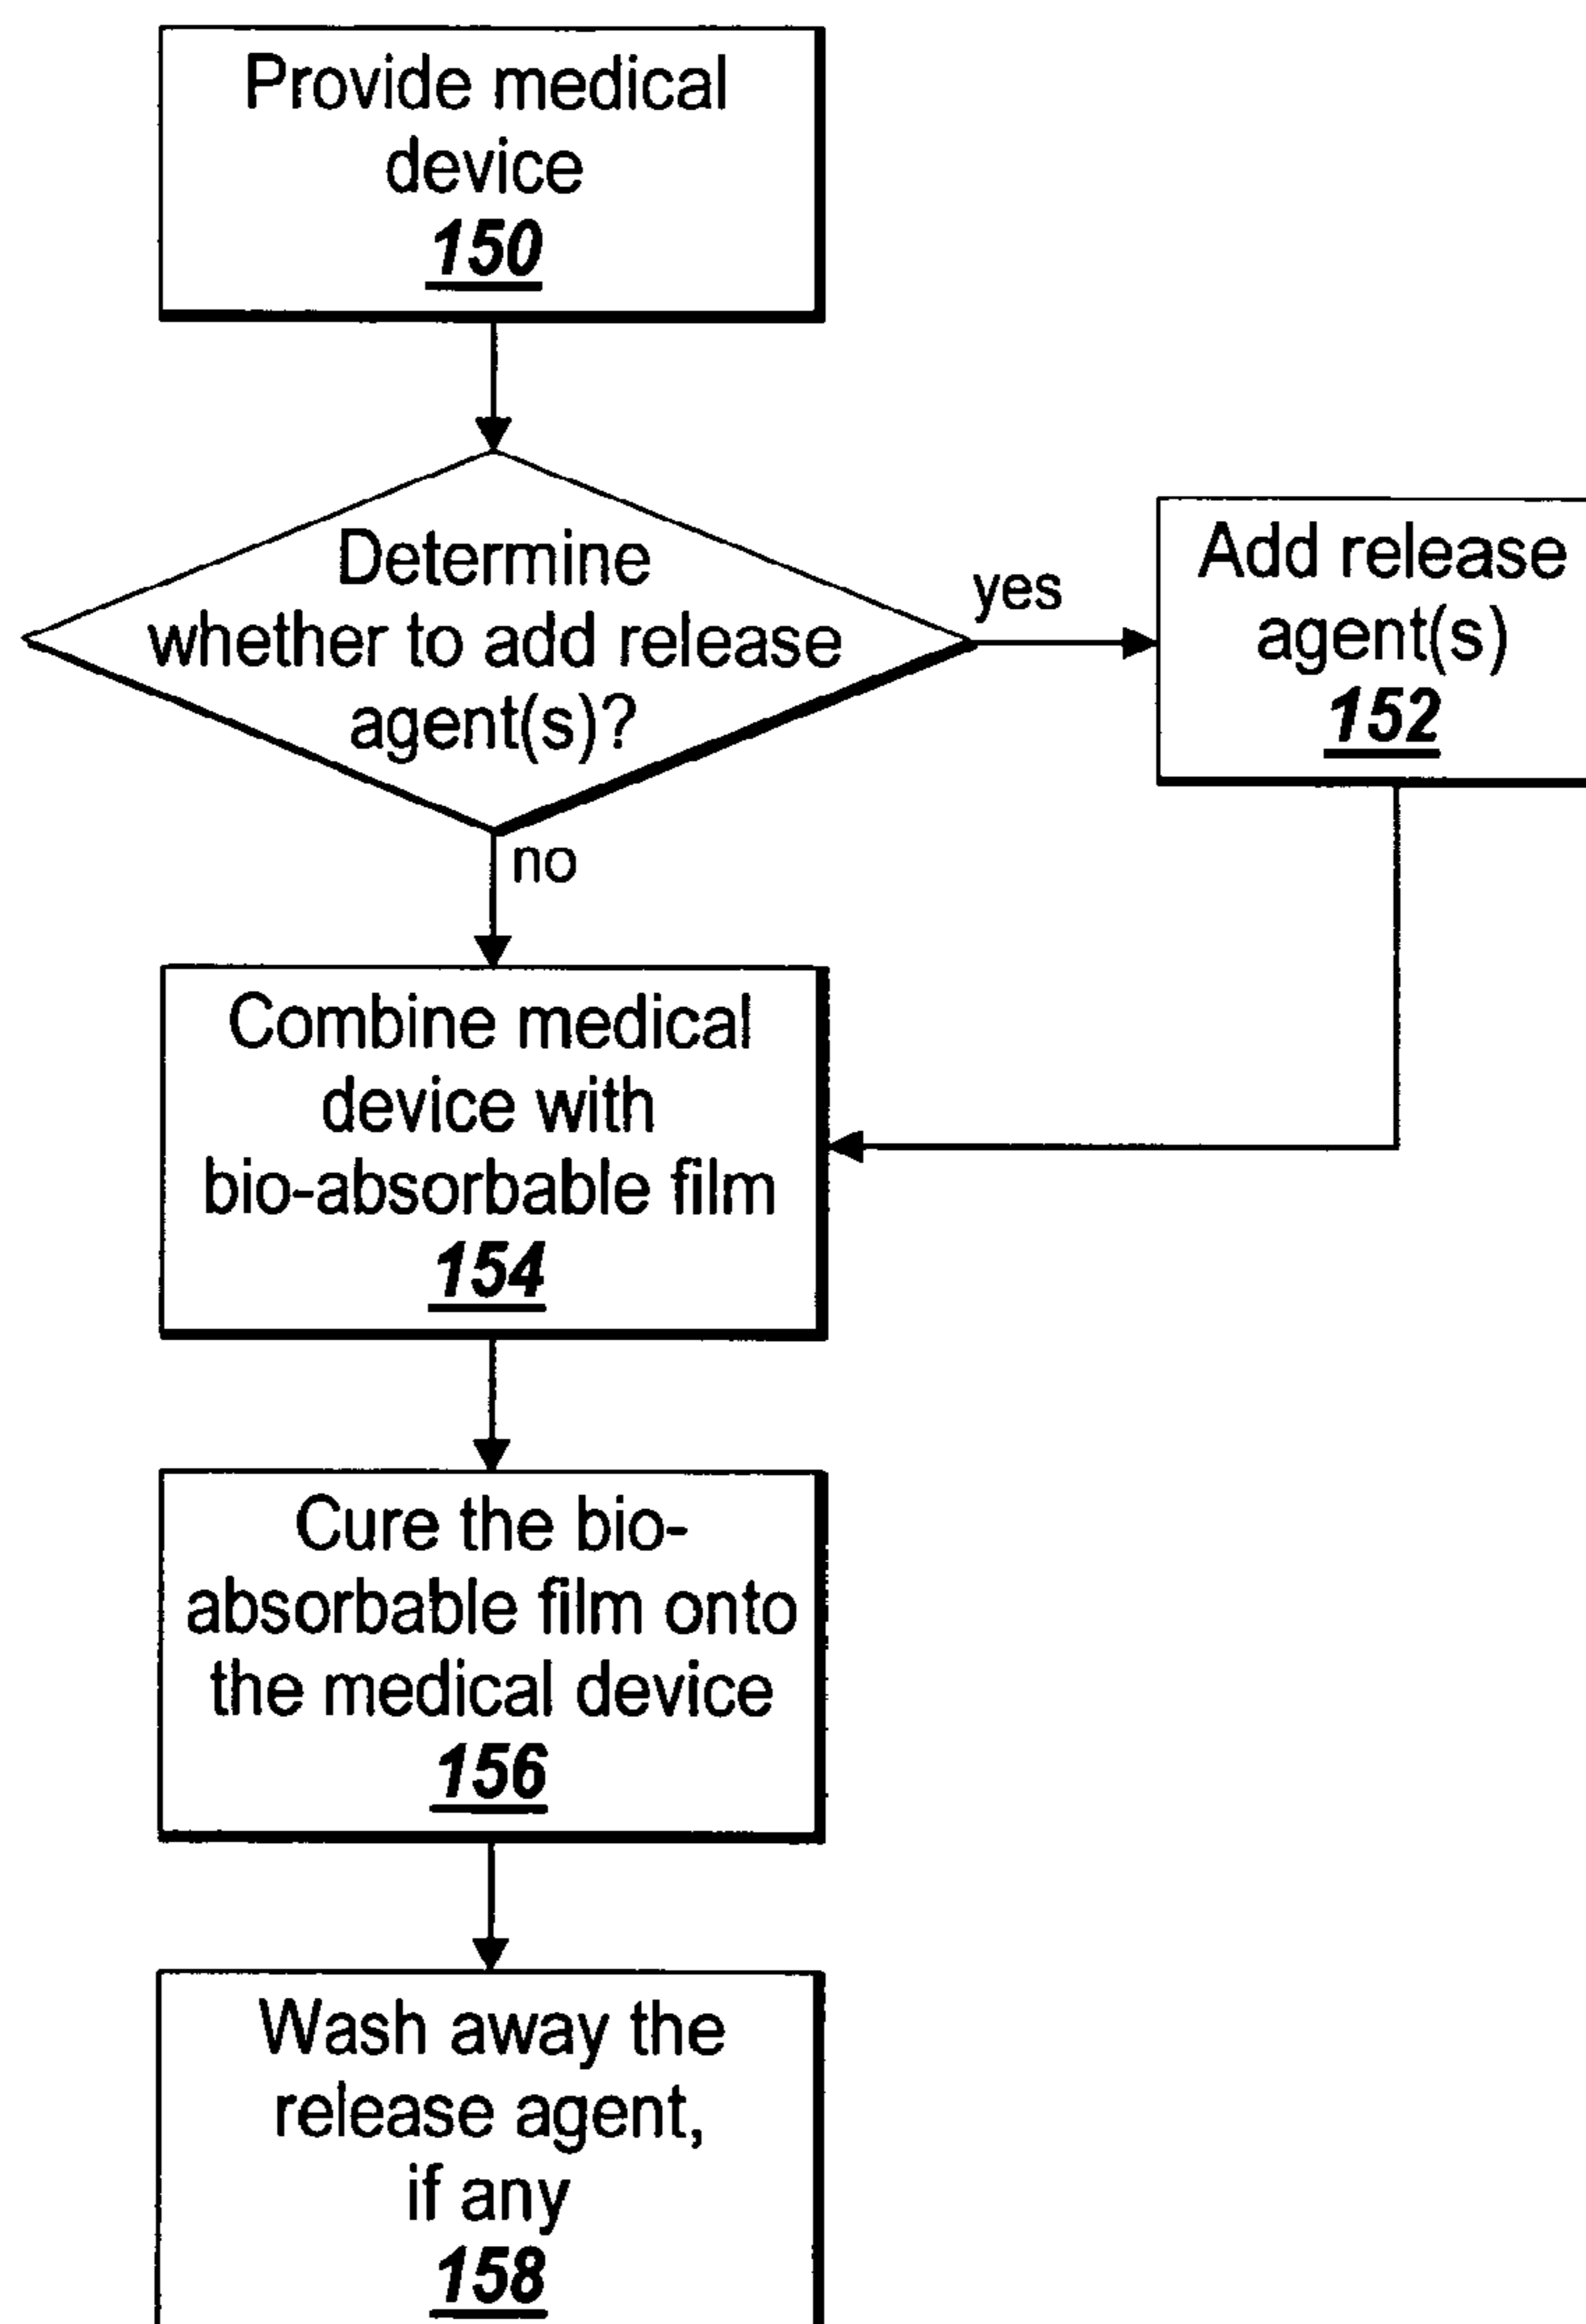 Provide medical
device
150
Determine
whether to add release
agent(s)?
yes
Add release
agent(s)
152
no
Combine medical
device with
bio-absorbable film
154
Cure the bio-
absorbable film onto
the medical device
156
Wash away the
release agent,
if any
158